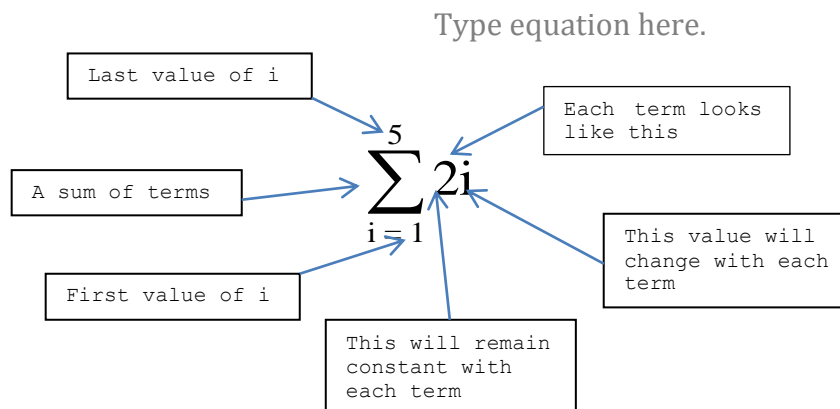 Type equation here.
Last value of i
Each term looks
like this
5
∑ 2i
i = 1
A sum of terms
This value will
change with each
term
First value of i
This will remain
constant with
each term